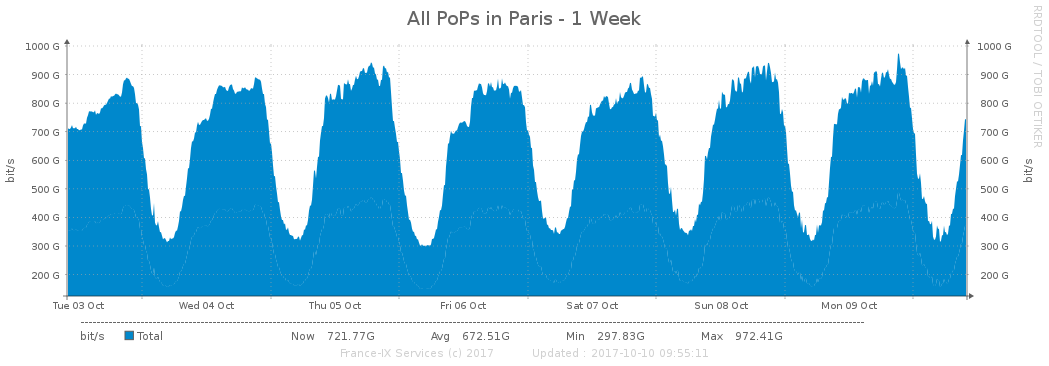 All PoPs in Paris - 1 Week
RRDTOOL / TOBI OETIKER
1000 G 1000 G
900 G 900 G
800 G 800 G
700 G 700 G
600 G 600 G
500 G 500 G
400 G 400 G
300 G 300 G
200 G 200 G
bit/s bit/s
Tue 03 Oct Wed 04 Oct Thu 05 Oct Fri 06 Oct Sat 07 Oct Sun 08 Oct Mon 09 Oct
bit/s Total Now 721.77G Avg 672.51G Min 297.83G Max 972.41G
France-IX Services (c) 2017 Updated : 2017-10-10 09:55:11